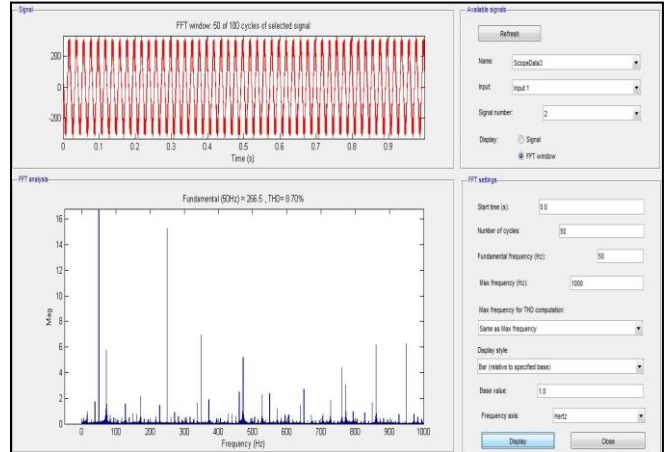 Signal
FFT window: 50 of 100 cycles of selected signal
200
0
-200
0 0.1 0.2 0.3 0.4 0.5 0.6 0.7 0.8 0.9
Time (s)
FFT analysis
Fundamental (50Hz) = 266.5 , THD= 8.70%
16
14
12
10
8
6
4
2
0
Mag
0 100 200 300 400 500 600 700 800 900 1000
Frequency (Hz)
Available signals
Refresh
Name: ScopeData3
Input: input 1
Signal number: 2
Display: Signal
FFT window
FFT settings
Start time (s): 0.0
Number of cycles: 50
Fundamental frequency (Hz): 50
Max frequency (Hz): 1000
Max frequency for THD computation:
Same as Max frequency
Display style:
Bar (relative to specified base)
Base value: 1.0
Frequency axis: Hertz
Display Close